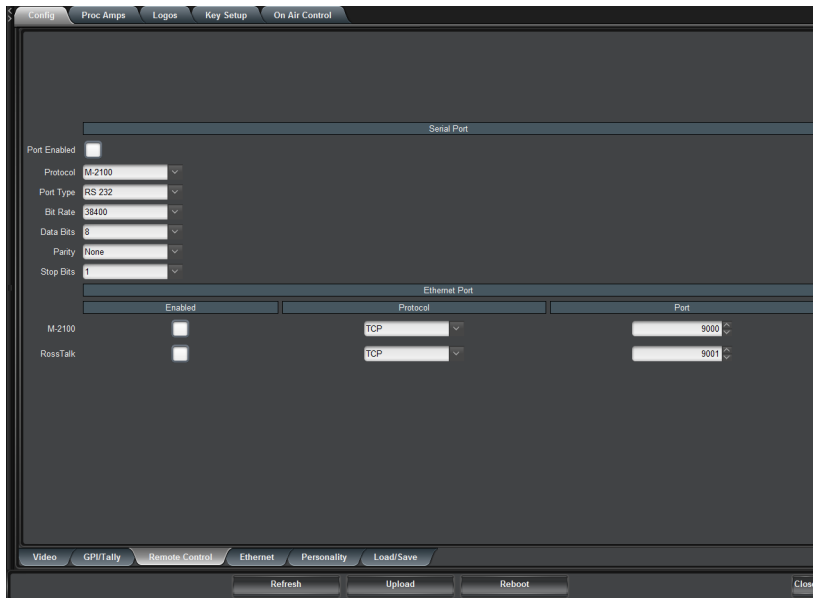 Config Proc Amps Logos Key Setup On Air Control
Serial Port
Port Enabled
Protocol M-2100
Port Type RS 232
Bit Rate 38400
Data Bits 8
Parity None
Stop Bits 1
Ethernet Port
Enabled Protocol Port
M-2100 TCP 9000
RossTalk TCP 9001
Video GPI/Tally Remote Control Ethernet Personality Load/Save
Refresh Upload Reboot Close